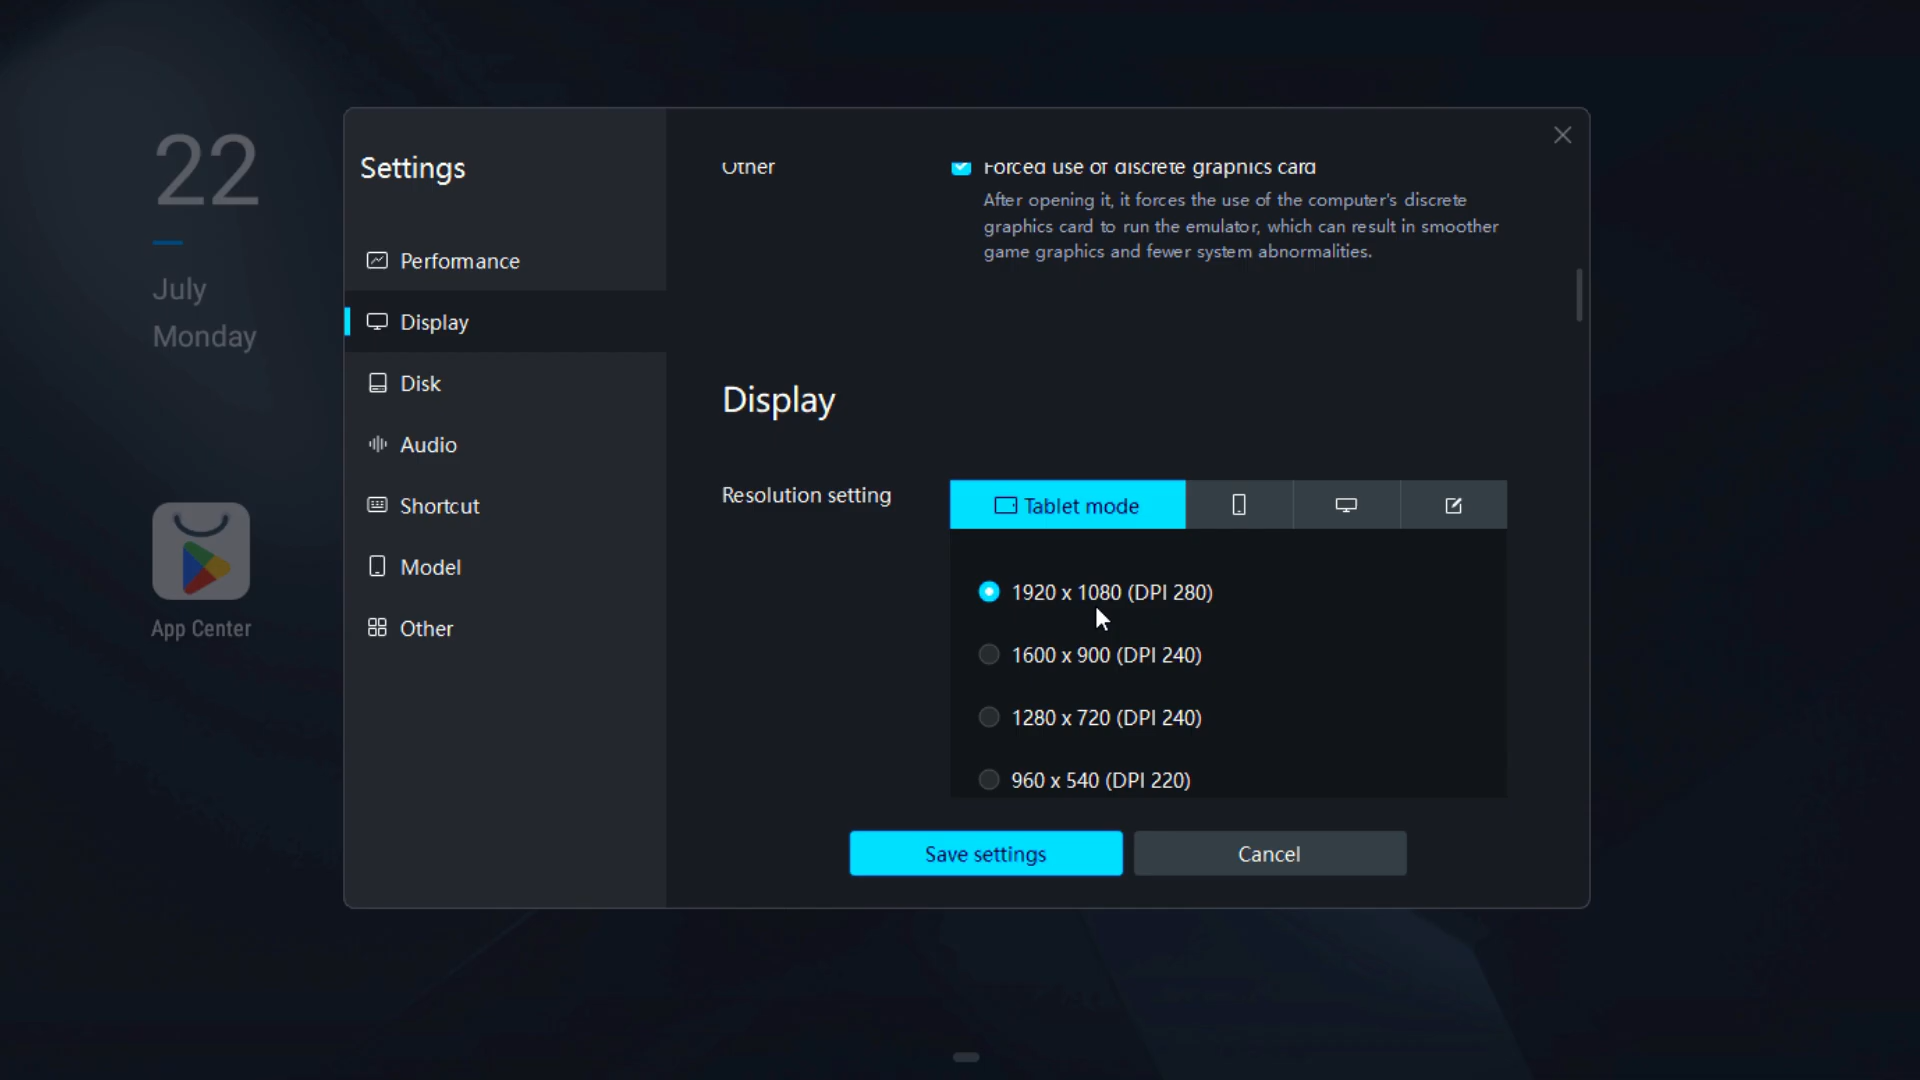 22
July
Monday
App Center
Settings
Performance
Display
Disk
Audio
Shortcut
Model
Other
Other
Forced use of discrete graphics card
After opening it, it forces the use of the computer's discrete
graphics card to run the emulator, which can result in smoother
game graphics and fewer system abnormalities.
Display
Resolution setting
Tablet mode
1920 x 1080 (DPI 280)
1600 x 900 (DPI 240)
1280 x 720 (DPI 240)
960 x 540 (DPI 220)
Save settings
Cancel